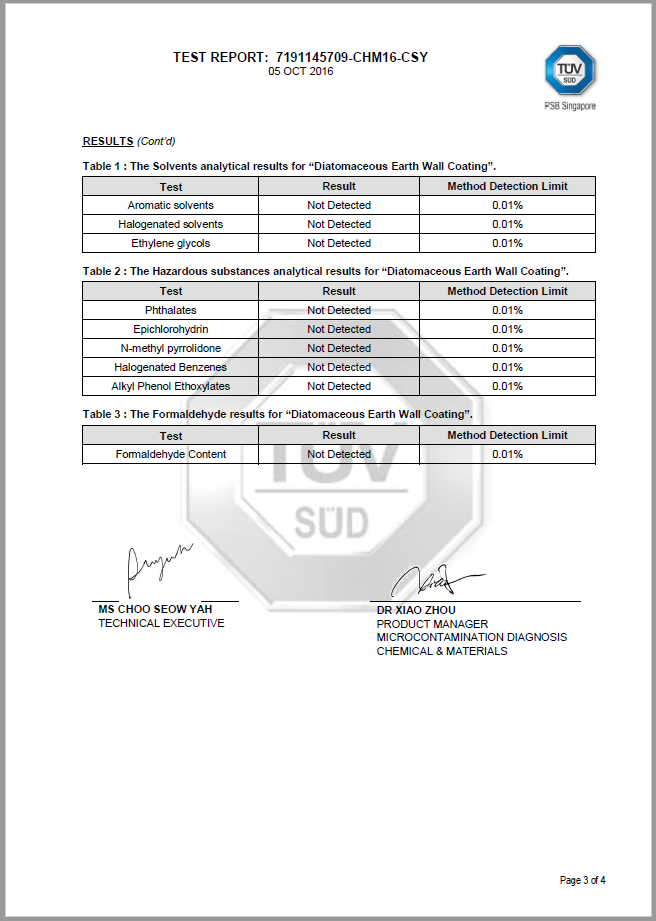 TEST REPORT: 7191145709-CHM16-CSY
05 OCT 2016
TÜV
SÜD
PSB Singapore
RESULTS (Cont'd)
Table 1 : The Solvents analytical results for “Diatomaceous Earth Wall Coating”.
Test Result Method Detection Limit
Aromatic solvents Not Detected 0.01%
Halogenated solvents Not Detected 0.01%
Ethylene glycols Not Detected 0.01%
Table 2 : The Hazardous substances analytical results for “Diatomaceous Earth Wall Coating”.
Test Result Method Detection Limit
Phthalates Not Detected 0.01%
Epichlorohydrin Not Detected 0.01%
N-methyl pyrrolidone Not Detected 0.01%
Halogenated Benzenes Not Detected 0.01%
Alkyl Phenol Ethoxylates Not Detected 0.01%
Table 3 : The Formaldehyde results for “Diatomaceous Earth Wall Coating”.
Test Result Method Detection Limit
Formaldehyde Content Not Detected 0.01%
TÜV
SÜD
MS CHOO SEOW YAH
TECHNICAL EXECUTIVE
DR XIAO ZHOU
PRODUCT MANAGER
MICROCONTAMINATION DIAGNOSIS
CHEMICAL & MATERIALS
Page 3 of 4